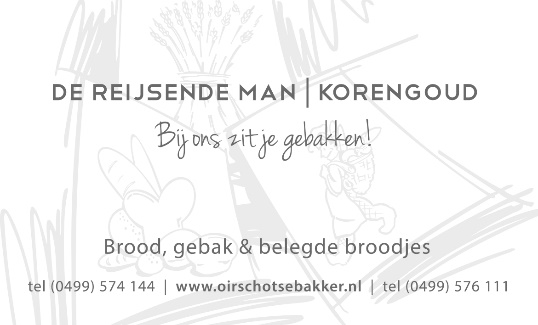 DE REIJSENDE MAN | KORENGOUD
Bij ons zit je gebakken!
Brood, gebak & belegde broodjes
tel (0499) 574 144 | www.oirschotsebakker.nl | tel (0499) 576 111